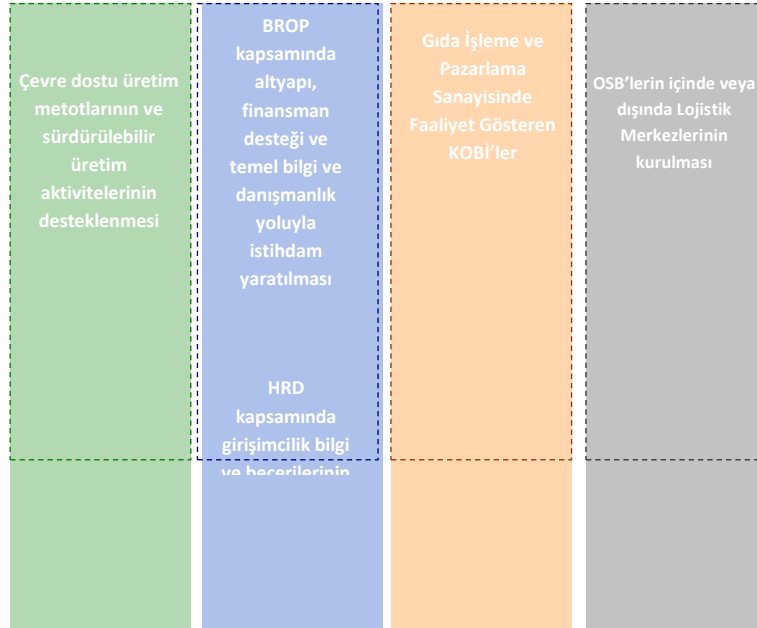 Çevre dostu üretim
metotlarının ve
sürdürülebilir
üretim
aktivitelerinin
desteklenmesi
BROP
kapsamında
altyapı,
finansman
desteği ve
temel bilgi ve
danışmanlık
yoluyla
istihdam
yaratılması
HRD
kapsamında
girişimcilik bilgi
ve becerilerinin
Gıda İşleme ve
Pazarlama
Sanayisinde
Faaliyet Gösteren
KOBİ'ler
OSB'lerin içinde veya
dışında Lojistik
Merkezlerinin
kurulması